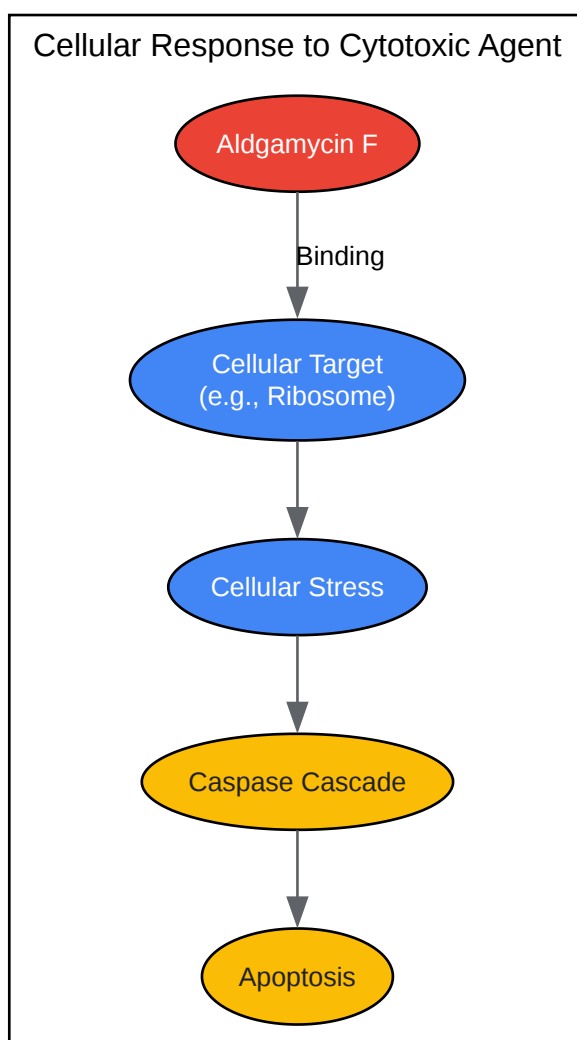 Cellular Response to Cytotoxic Agent
Aldgamycin F
Binding
Cellular Target
(e.g., Ribosome)
Cellular Stress
Caspase Cascade
Apoptosis